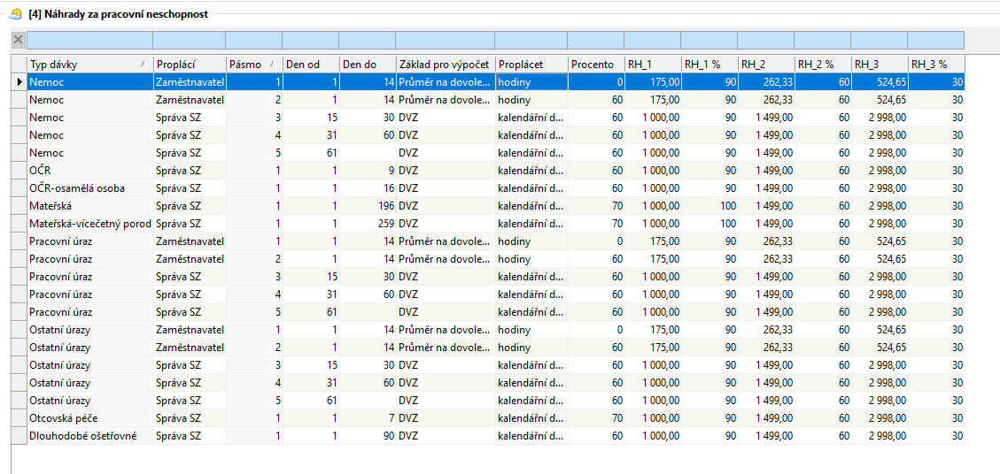 [4] Náhrady za pracovní neschopnost
Typ dávky Proplácí Pásmo Den od Den do Základ pro výpočet Proplácet Procento RH_1 RH_1 % RH_2 RH_2 % RH_3 RH_3 %
Nemoc Zaměstnavatel 1 1 14 Průměr na dovole... hodiny 0 175,00 90 262,33 60 524,65 30
Nemoc Zaměstnavatel 2 1 14 Průměr na dovole... hodiny 60 175,00 90 262,33 60 524,65 30
Nemoc Správa SZ 3 15 30 DVZ kalendářní d... 60 1 000,00 90 1 499,00 60 2 998,00 30
Nemoc Správa SZ 4 31 60 DVZ kalendářní d... 60 1 000,00 90 1 499,00 60 2 998,00 30
Nemoc Správa SZ 5 61 DVZ kalendářní d... 60 1 000,00 90 1 499,00 60 2 998,00 30
OČR Správa SZ 1 1 9 DVZ kalendářní d... 60 1 000,00 90 1 499,00 60 2 998,00 30
OČR-osamělá osoba Správa SZ 1 1 16 DVZ kalendářní d... 60 1 000,00 90 1 499,00 60 2 998,00 30
Mateřská Správa SZ 1 1 196 DVZ kalendářní d... 70 1 000,00 100 1 499,00 60 2 998,00 30
Mateřská-vícečetný porod Správa SZ 1 1 259 DVZ kalendářní d... 70 1 000,00 100 1 499,00 60 2 998,00 30
Pracovní úraz Zaměstnavatel 1 1 14 Průměr na dovole... hodiny 0 175,00 90 262,33 60 524,65 30
Pracovní úraz Zaměstnavatel 2 1 14 Průměr na dovole... hodiny 60 175,00 90 262,33 60 524,65 30
Pracovní úraz Správa SZ 3 15 30 DVZ kalendářní d... 60 1 000,00 90 1 499,00 60 2 998,00 30
Pracovní úraz Správa SZ 4 31 60 DVZ kalendářní d... 60 1 000,00 90 1 499,00 60 2 998,00 30
Pracovní úraz Správa SZ 5 61 DVZ kalendářní d... 60 1 000,00 90 1 499,00 60 2 998,00 30
Ostatní úrazy Zaměstnavatel 1 1 14 Průměr na dovole... hodiny 0 175,00 90 262,33 60 524,65 30
Ostatní úrazy Zaměstnavatel 2 1 14 Průměr na dovole... hodiny 60 175,00 90 262,33 60 524,65 30
Ostatní úrazy Správa SZ 3 15 30 DVZ kalendářní d... 60 1 000,00 90 1 499,00 60 2 998,00 30
Ostatní úrazy Správa SZ 4 31 60 DVZ kalendářní d... 60 1 000,00 90 1 499,00 60 2 998,00 30
Ostatní úrazy Správa SZ 5 61 DVZ kalendářní d... 60 1 000,00 90 1 499,00 60 2 998,00 30
Otcovská péče Správa SZ 1 1 7 DVZ kalendářní d... 70 1 000,00 90 1 499,00 60 2 998,00 30
Dlouhodobé ošetřovné Správa SZ 1 1 90 DVZ kalendářní d... 60 1 000,00 90 1 499,00 60 2 998,00 30